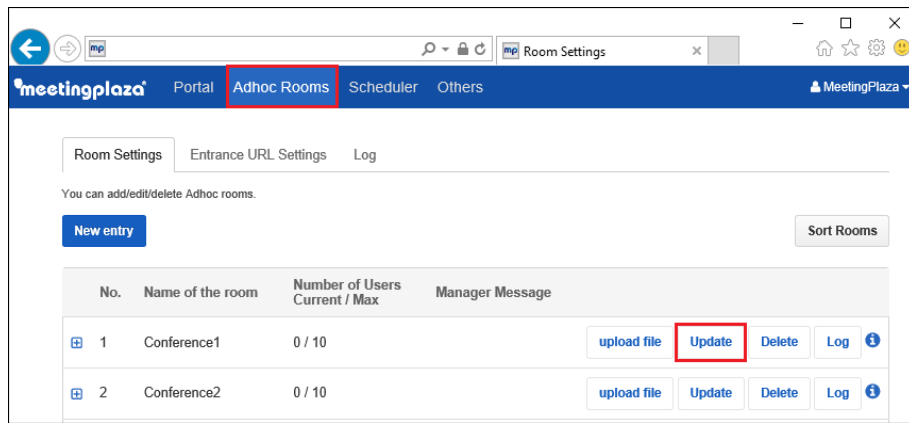 mp
mp Room Settings
meetingplaza Portal Adhoc Rooms Scheduler Others MeetingPlaza
Room Settings Entrance URL Settings Log
You can add/edit/delete Adhoc rooms.
New entry Sort Rooms
No. Name of the room Number of Users Manager Message
Current / Max
1 Conference1 0 / 10 upload file Update Delete Log
2 Conference2 0 / 10 upload file Update Delete Log